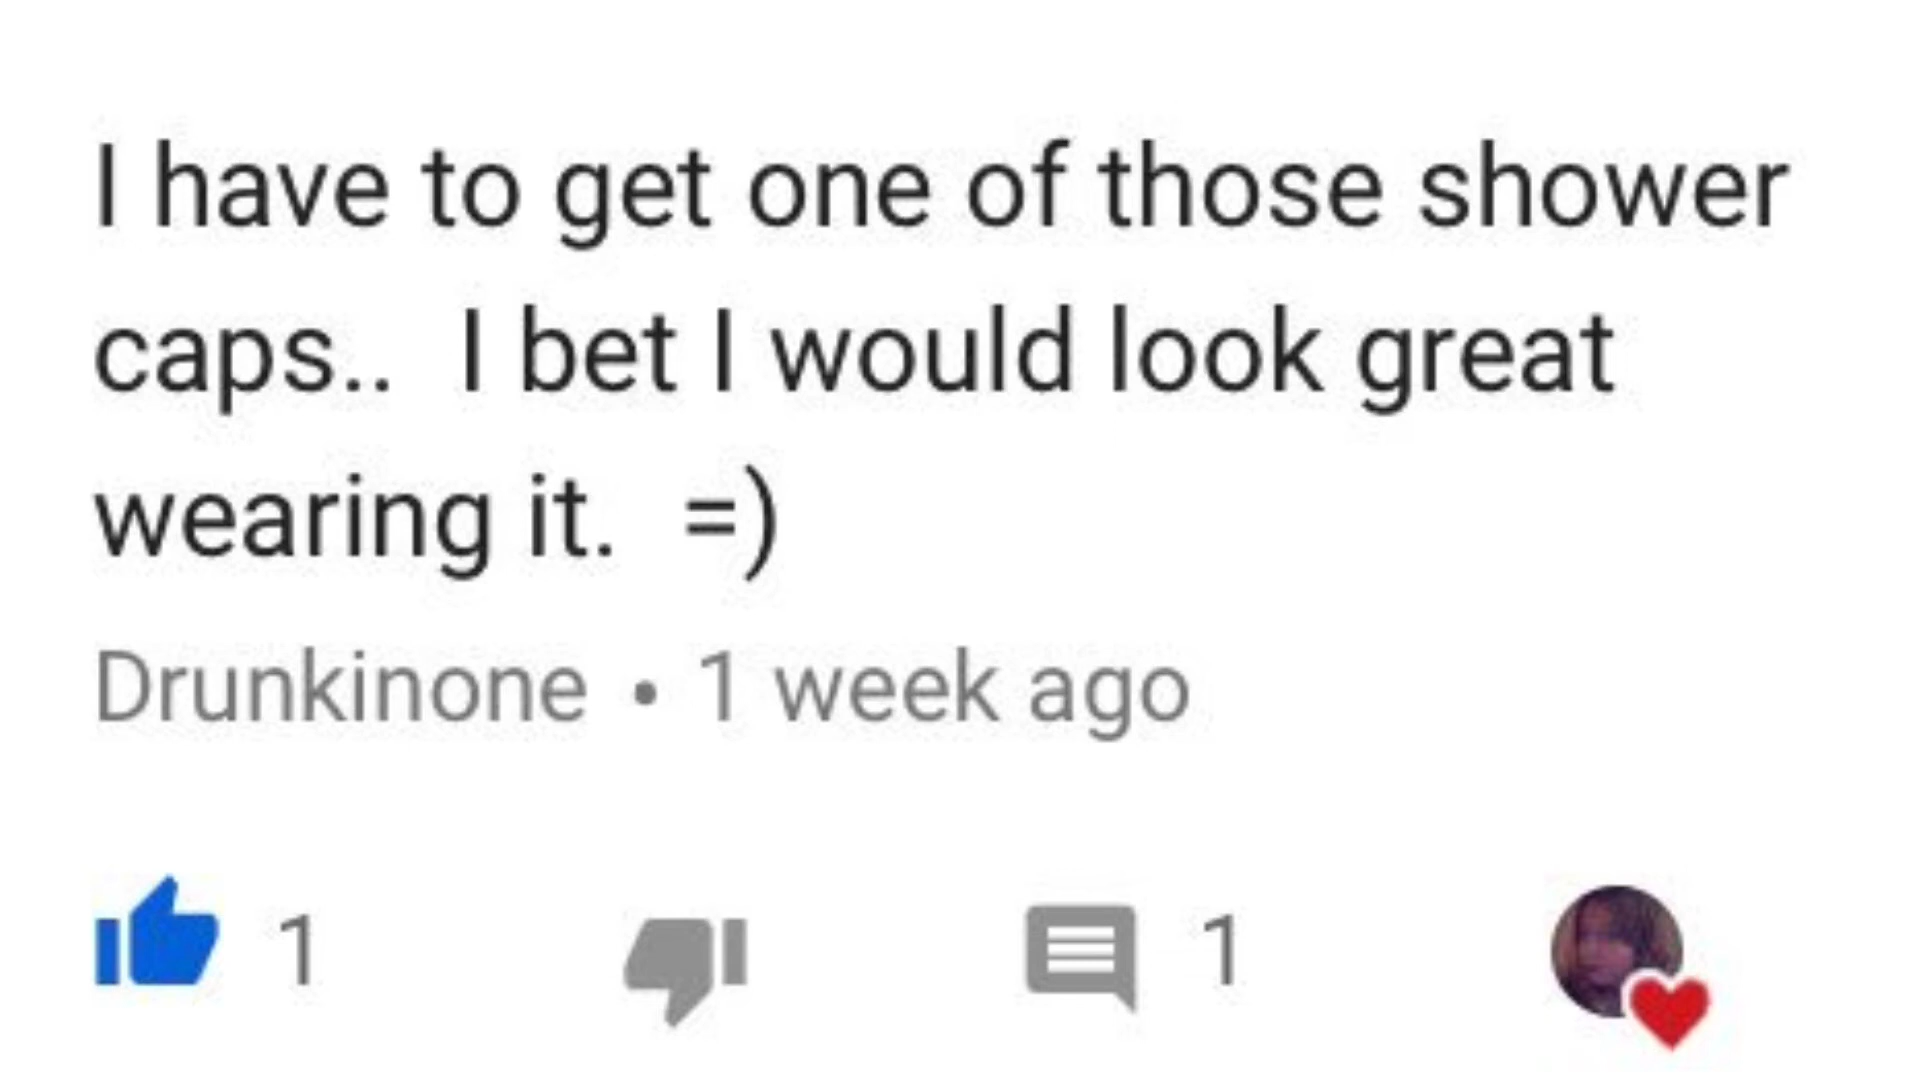 I have to get one of those shower
caps..  I bet I would look great
wearing it.  =)
Drunkinone • 1 week ago
1 1